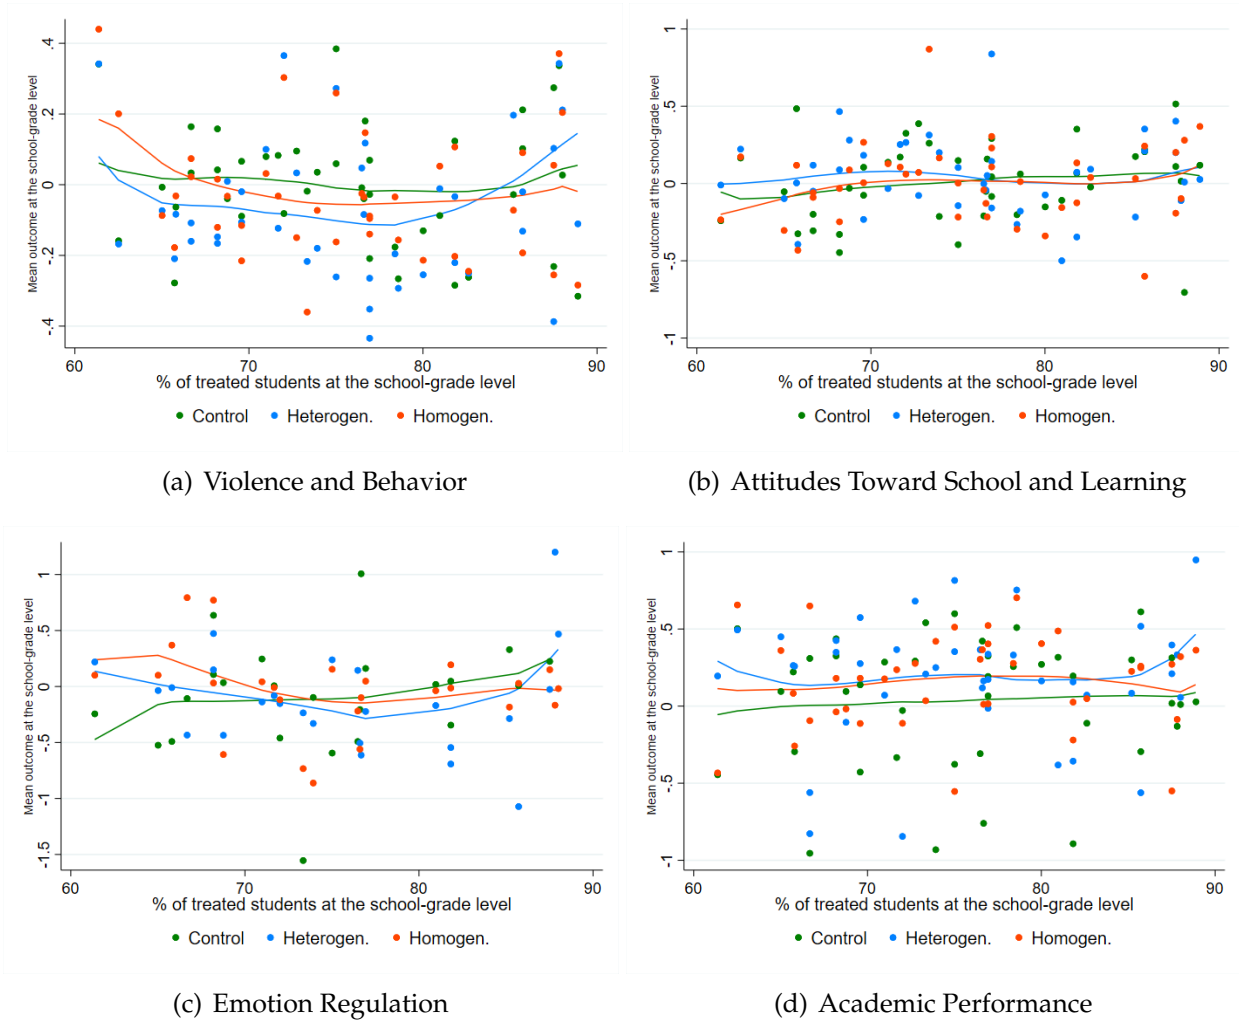 Mean outcome at the school-grade level
.4
.2
0
-.2
-.4
60
70
80
90
% of treated students at the school-grade level
Control
Heterogen.
Homogen.
(a) Violence and Behavior
Mean outcome at the school-grade level
1
.5
0
-.5
-1
60
70
80
90
% of treated students at the school-grade level
Control
Heterogen.
Homogen.
(b) Attitudes Toward School and Learning
Mean outcome at the school-grade level
1
.5
0
-.5
-1
-1.5
60
70
80
90
% of treated students at the school-grade level
Control
Heterogen.
Homogen.
(c) Emotion Regulation
Mean outcome at the school-grade level
1
.5
0
-.5
-1
60
70
80
90
% of treated students at the school-grade level
Control
Heterogen.
Homogen.
(d) Academic Performance